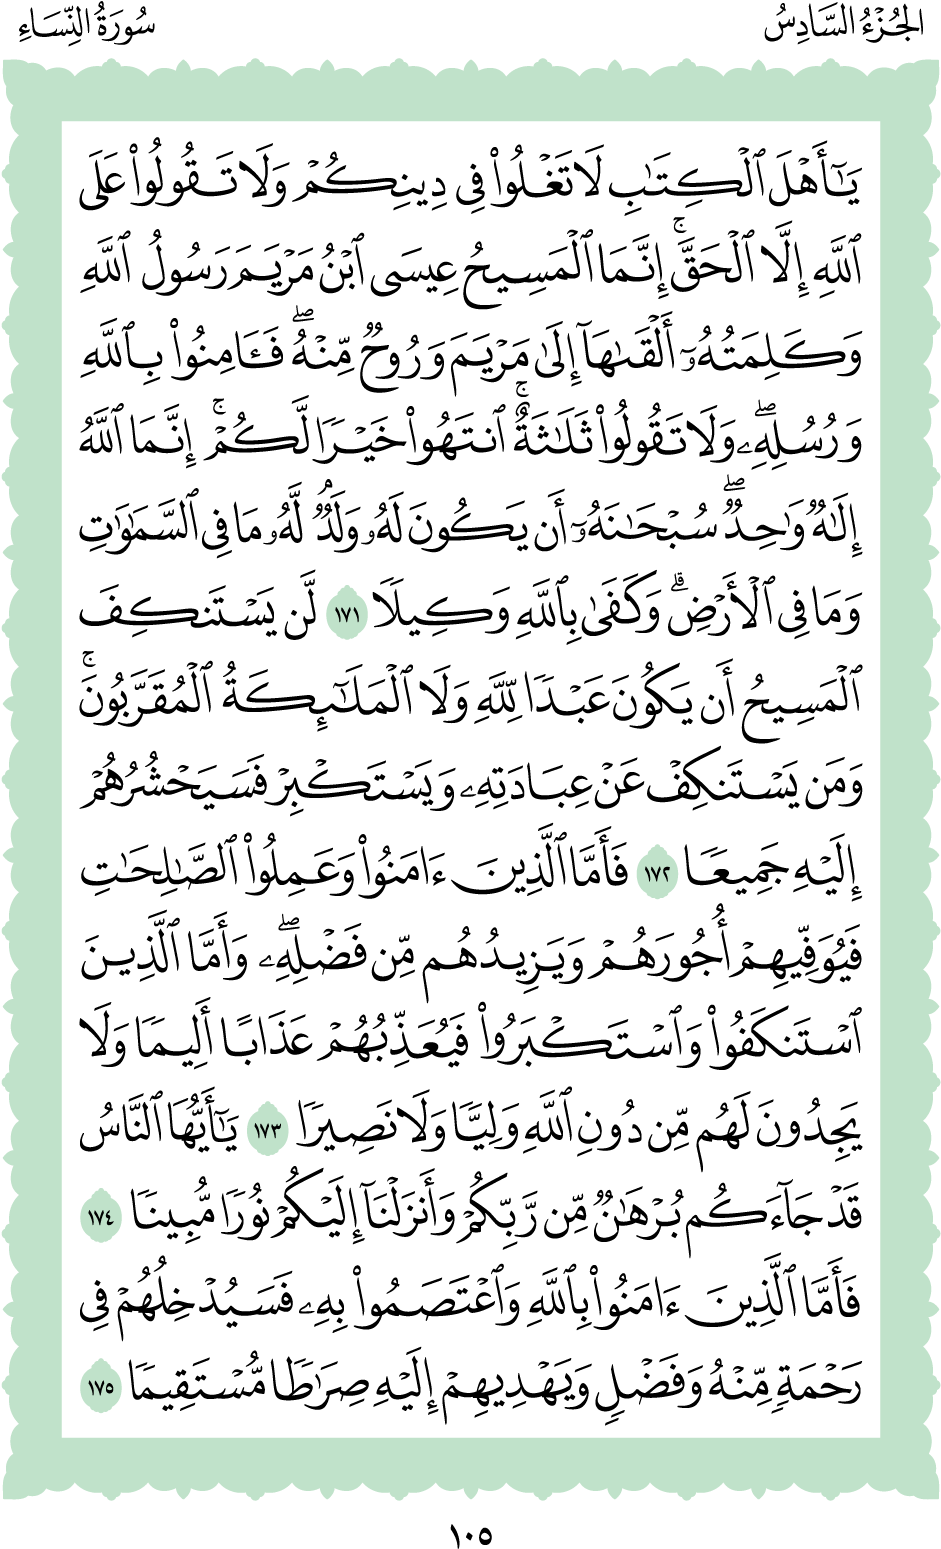 الجُزْءُ السَّادِسُ
سُورَةُ النِّسَاءِ
يَـٰٓأَهْلَ ٱلْكِتَـٰبِ لَا تَغْلُوا۟ فِى دِينِكُمْ وَلَا تَقُولُوا۟ عَلَى
ٱللَّهِ إِلَّا ٱلْحَقَّ ۚ إِنَّمَا ٱلْمَسِيحُ عِيسَى ٱبْنُ مَرْيَمَ رَسُولُ ٱللَّهِ
وَكَلِمَتُهُۥٓ أَلْقَىٰهَآ إِلَىٰ مَرْيَمَ وَرُوحٌ مِّنْهُ ۖ فَـَٔامِنُوا۟ بِٱللَّهِ
وَرُسُلِهِۦ ۖ وَلَا تَقُولُوا۟ ثَلَـٰثَةٌ ۚ ٱنتَهُوا۟ خَيْرًا لَّكُمْ ۚ إِنَّمَا ٱللَّهُ
إِلَـٰهٌ وَٰحِدٌ ۖ سُبْحَـٰنَهُۥٓ أَن يَكُونَ لَهُۥ وَلَدٌ ۘ لَّهُۥ مَا فِى ٱلسَّمَـٰوَٰتِ
وَمَا فِى ٱلْأَرْضِ ۗ وَكَفَىٰ بِٱللَّهِ وَكِيلًا ١٧١ لَّن يَسْتَنكِفَ
ٱلْمَسِيحُ أَن يَكُونَ عَبْدًا لِّلَّهِ وَلَا ٱلْمَلَـٰٓئِكَةُ ٱلْمُقَرَّبُونَ ۚ
وَمَن يَسْتَنكِفْ عَنْ عِبَادَتِهِۦ وَيَسْتَكْبِرْ فَسَيَحْشُرُهُمْ
إِلَيْهِ جَمِيعًا ١٧٢ فَأَمَّا ٱلَّذِينَ ءَامَنُوا۟ وَعَمِلُوا۟ ٱلصَّـٰلِحَـٰتِ
فَيُوَفِّيهِمْ أُجُورَهُمْ وَيَزِيدُهُم مِّن فَضْلِهِۦ ۖ وَأَمَّا ٱلَّذِينَ
ٱسْتَنكَفُوا۟ وَٱسْتَكْبَرُوا۟ فَيُعَذِّبُهُمْ عَذَابًا أَلِيمًا وَلَا
يَجِدُونَ لَهُم مِّن دُونِ ٱللَّهِ وَلِيًّا وَلَا نَصِيرًا ١٧٣ يَـٰٓأَيُّهَا ٱلنَّاسُ
قَدْ جَآءَكُم بُرْهَـٰنٌ مِّن رَّبِّكُمْ وَأَنزَلْنَآ إِلَيْكُمْ نُورًا مُّبِينًا ١٧٤
فَأَمَّا ٱلَّذِينَ ءَامَنُوا۟ بِٱللَّهِ وَٱعْتَصَمُوا۟ بِهِۦ فَسَيُدْخِلُهُمْ فِى
رَحْمَةٍ مِّنْهُ وَفَضْلٍ وَيَهْدِيهِمْ إِلَيْهِ صِرَٰطًا مُّسْتَقِيمًا ١٧٥
١٠٥